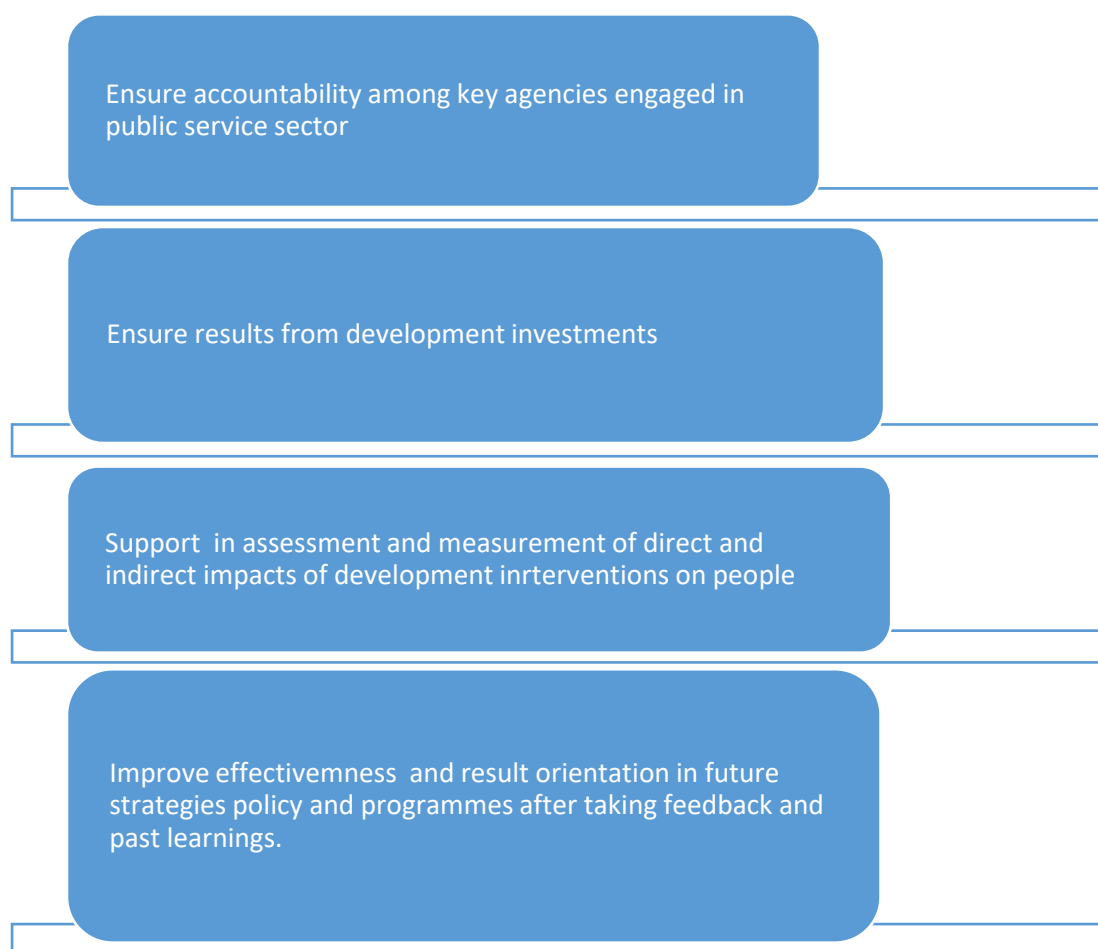 Ensure accountability among key agencies engaged in
public service sector
Ensure results from development investments
Support  in assessment and measurement of direct and
indirect impacts of development inrterventions on people
Improve effectivemness  and result orientation in future
strategies policy and programmes after taking feedback and
past learnings.